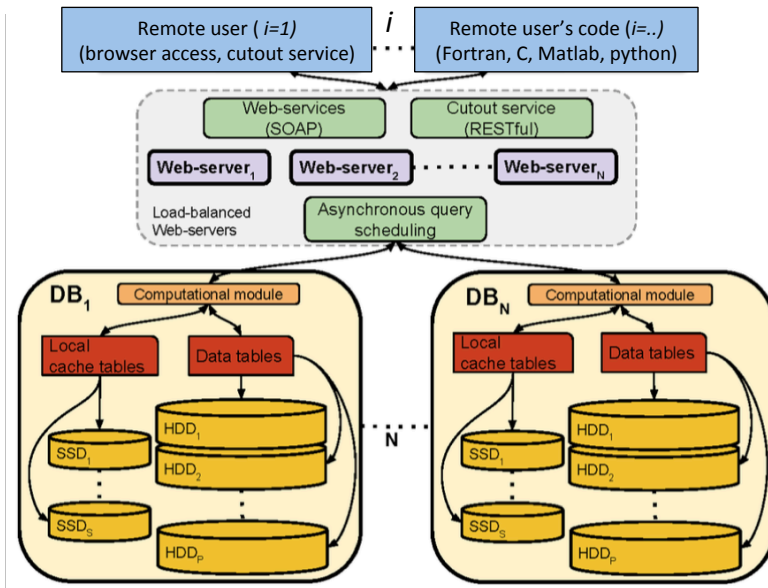 Remote user ( i=1)
(browser access, cutout service)
i
Remote user's code (i=..)
(Fortran, C, Matlab, python)
Web-services
(SOAP)
Cutout service
(RESTful)
Web-server1
Web-server2
Web-serverN
Load-balanced
Web-servers
Asynchronous query
scheduling
DB1
Computational module
Local
cache tables
Data tables
HDD1
SSD1
HDD2
SSDS
HDDP
N
DBN
Computational module
Local
cache tables
Data tables
HDD1
SSD1
HDD2
SSDS
HDDP